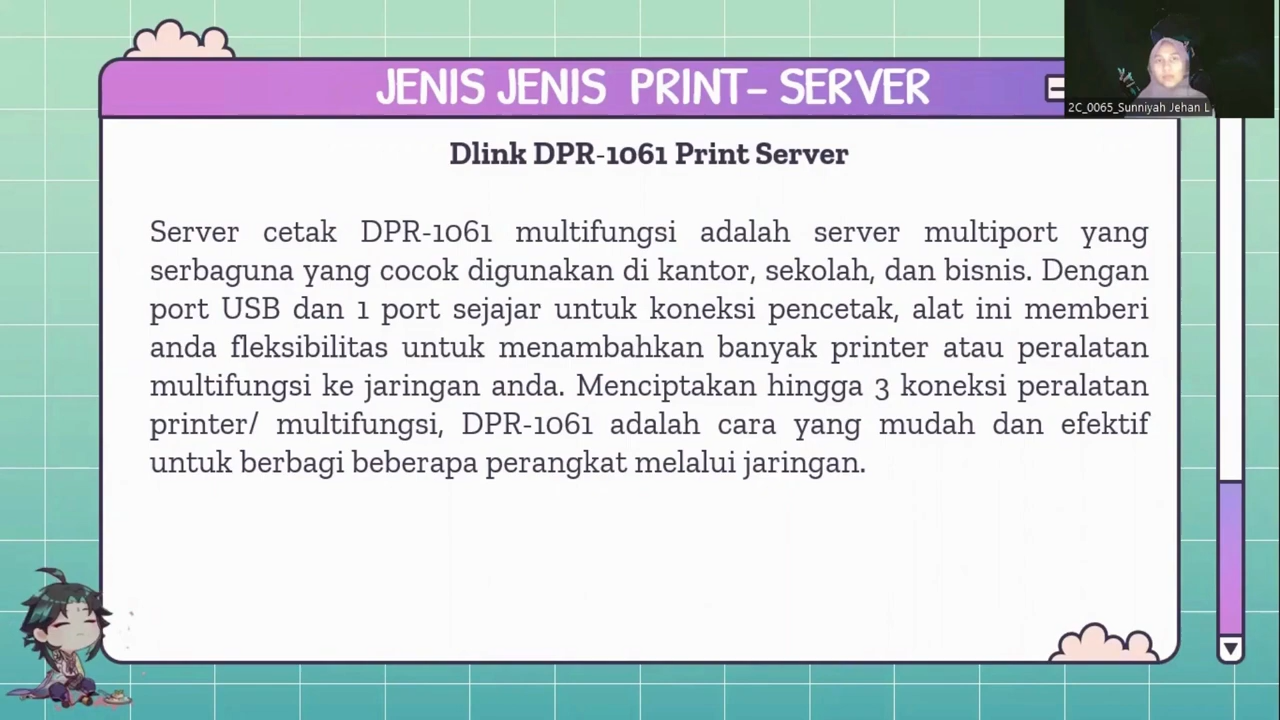 JENIS JENIS PRINT- SERVER
2C_0065_Sunniyah Jehan L
Dlink DPR-1061 Print Server
Server cetak DPR-1061 multifungsi adalah server multiport yang
serbaguna yang cocok digunakan di kantor, sekolah, dan bisnis. Dengan
port USB dan 1 port sejajar untuk koneksi pencetak, alat ini memberi
anda fleksibilitas untuk menambahkan banyak printer atau peralatan
multifungsi ke jaringan anda. Menciptakan hingga 3 koneksi peralatan
printer/ multifungsi, DPR-1061 adalah cara yang mudah dan efektif
untuk berbagi beberapa perangkat melalui jaringan.